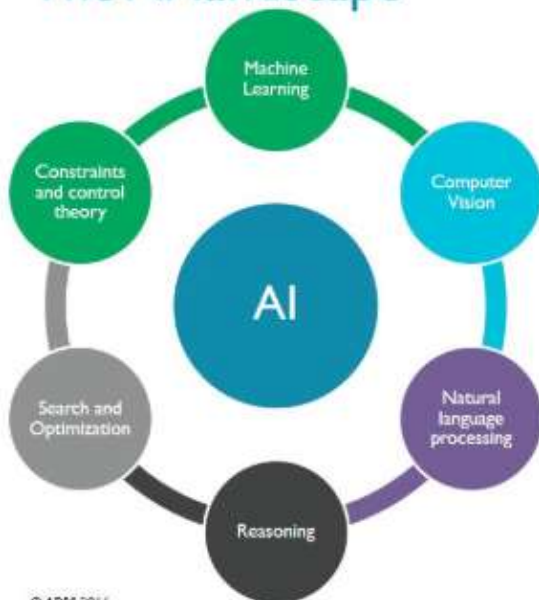 Machine
Learning
Constraints
and control
theory
Computer
Vision
AI
Search and
Optimization
Natural
language
processing
Reasoning